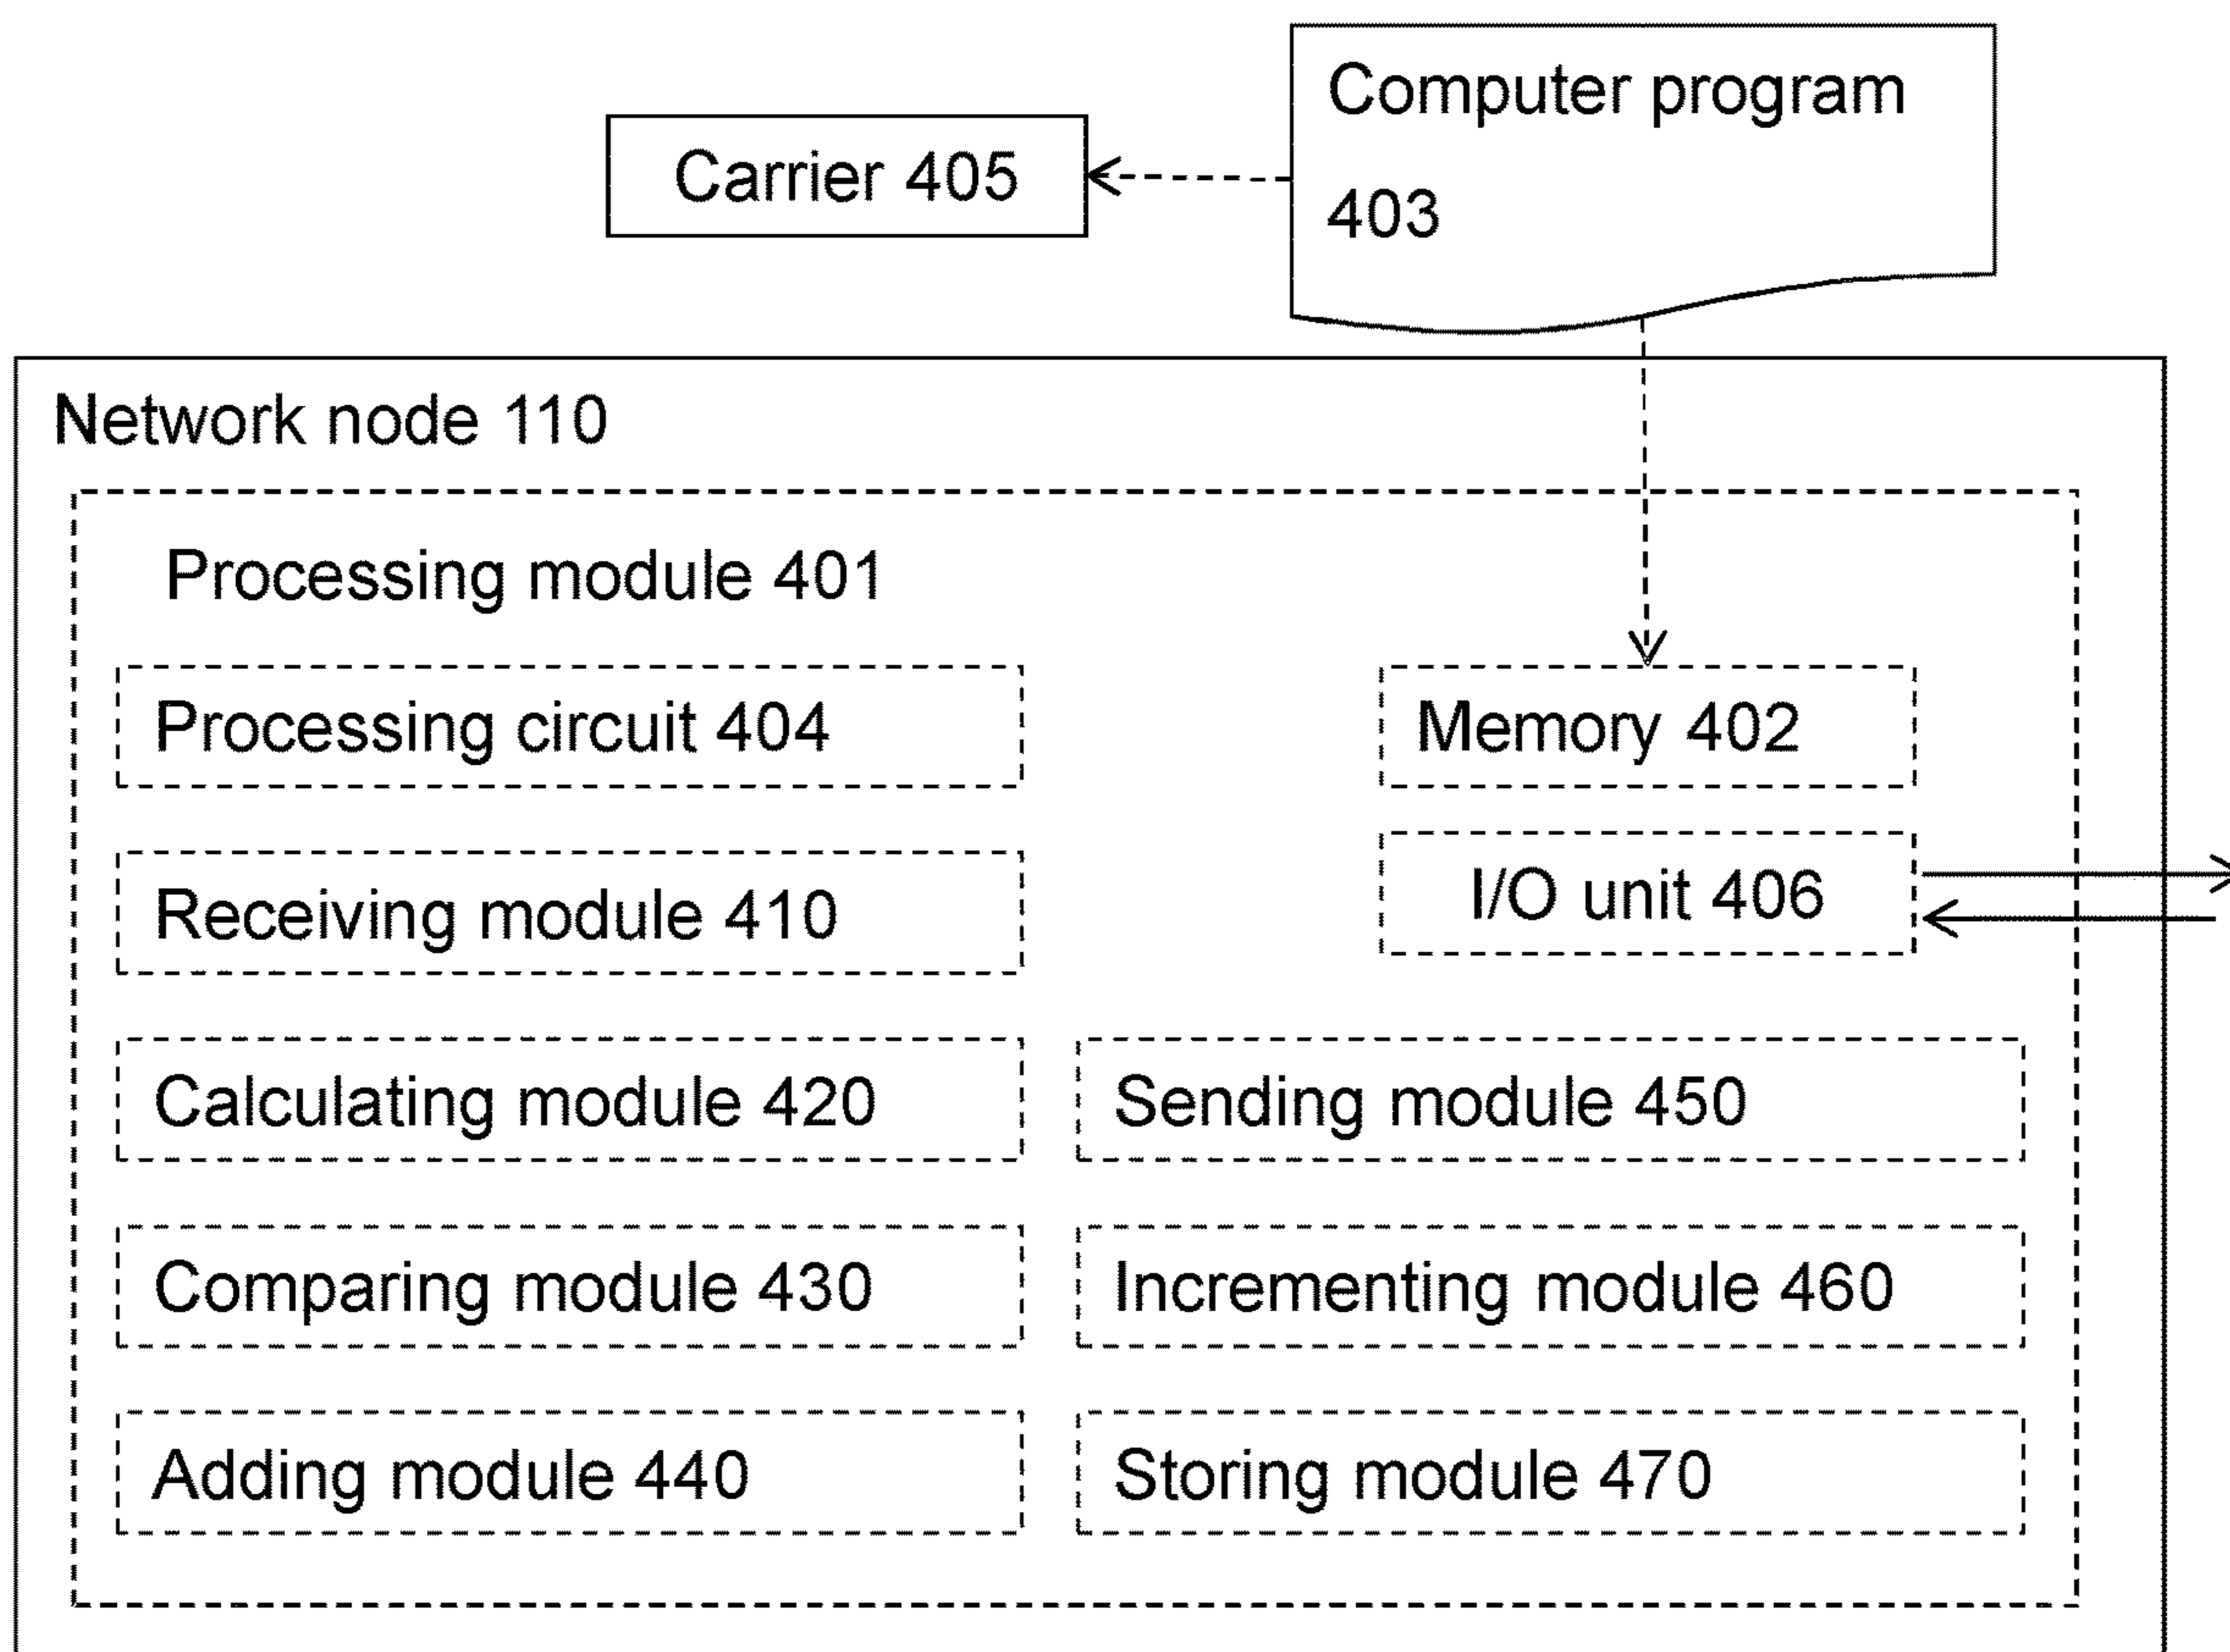 Computer program
403
Carrier 405
Network node 110
Processing module 401
Processing circuit 404
Memory 402
Receiving module 410
I/O unit 406
Calculating module 420
Sending module 450
Comparing module 430
Incrementing module 460
Adding module 440
Storing module 470